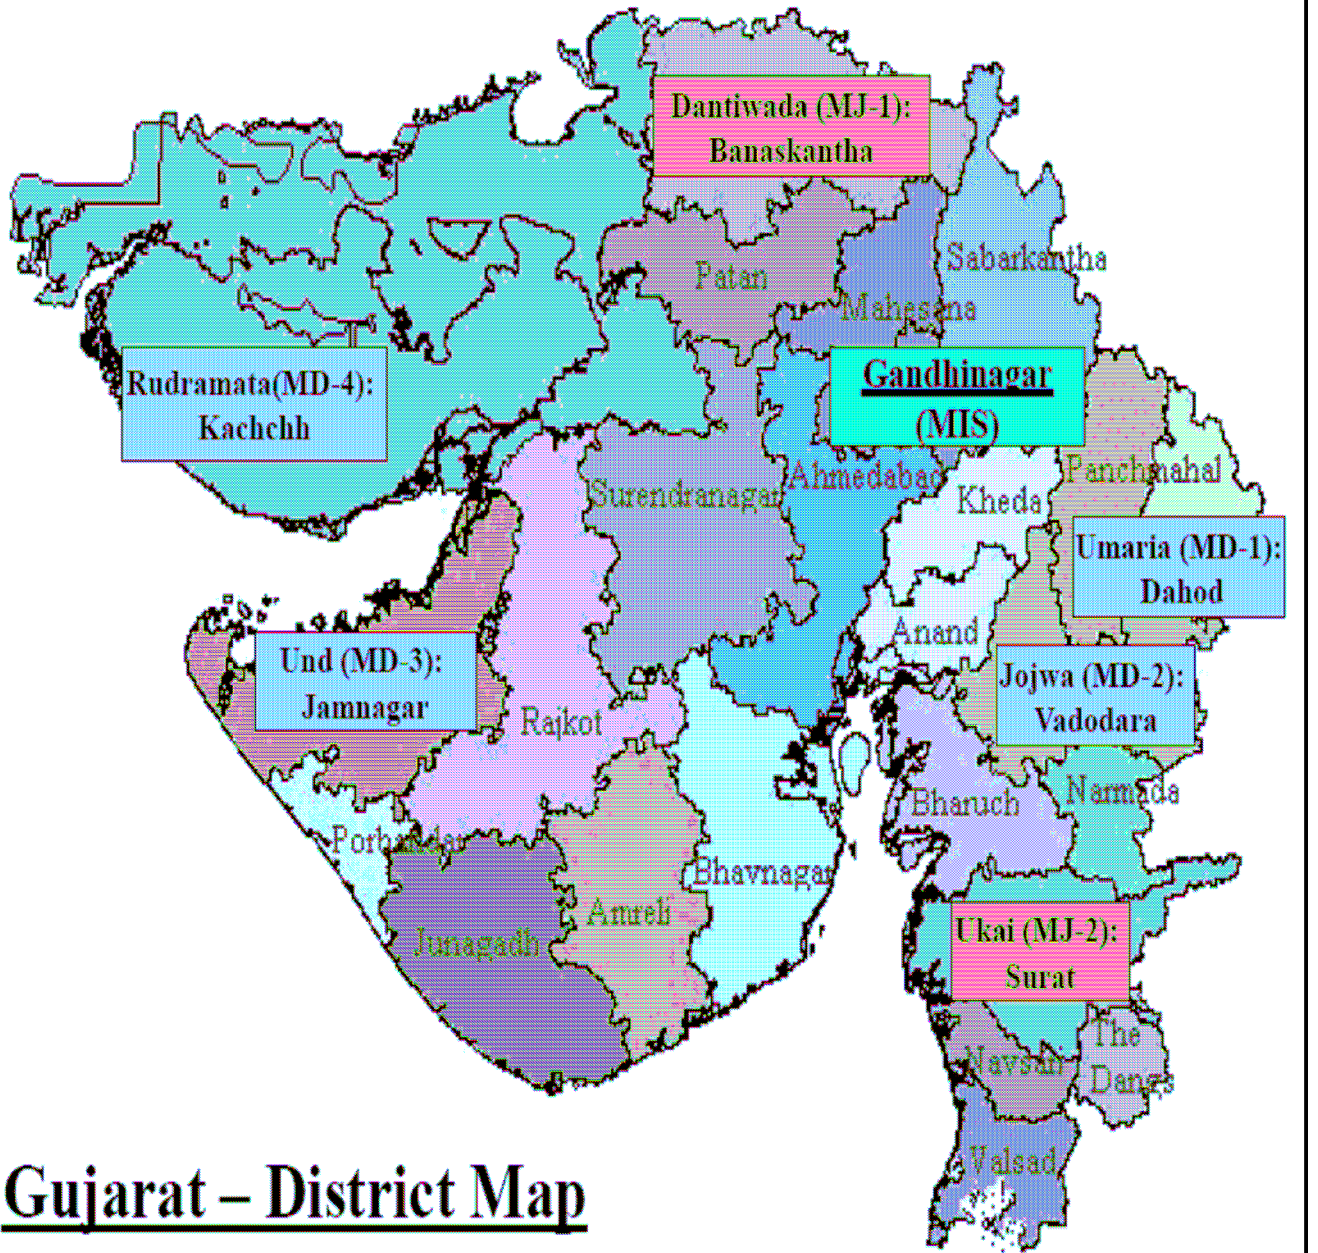 Dantiwada (MJ-1):
Banaskantha
Sabarkantha
Patan
Mahesana
Rudramata(MD-4):
Kachchh
Gandhinagar
(MIS)
Surendranagar
Ahmedabad
Kheda
Panchmahal
Umaria (MD-1):
Dahod
Anand
Und (MD-3):
Jamnagar
Jojwa (MD-2):
Vadodara
Rajkot
Bharuch
Narmada
Porbandar
Bhavnagar
Amreli
Junagadh
Ukai (MJ-2):
Surat
The
Dangs
Navsari
Valsad
Gujarat – District Map